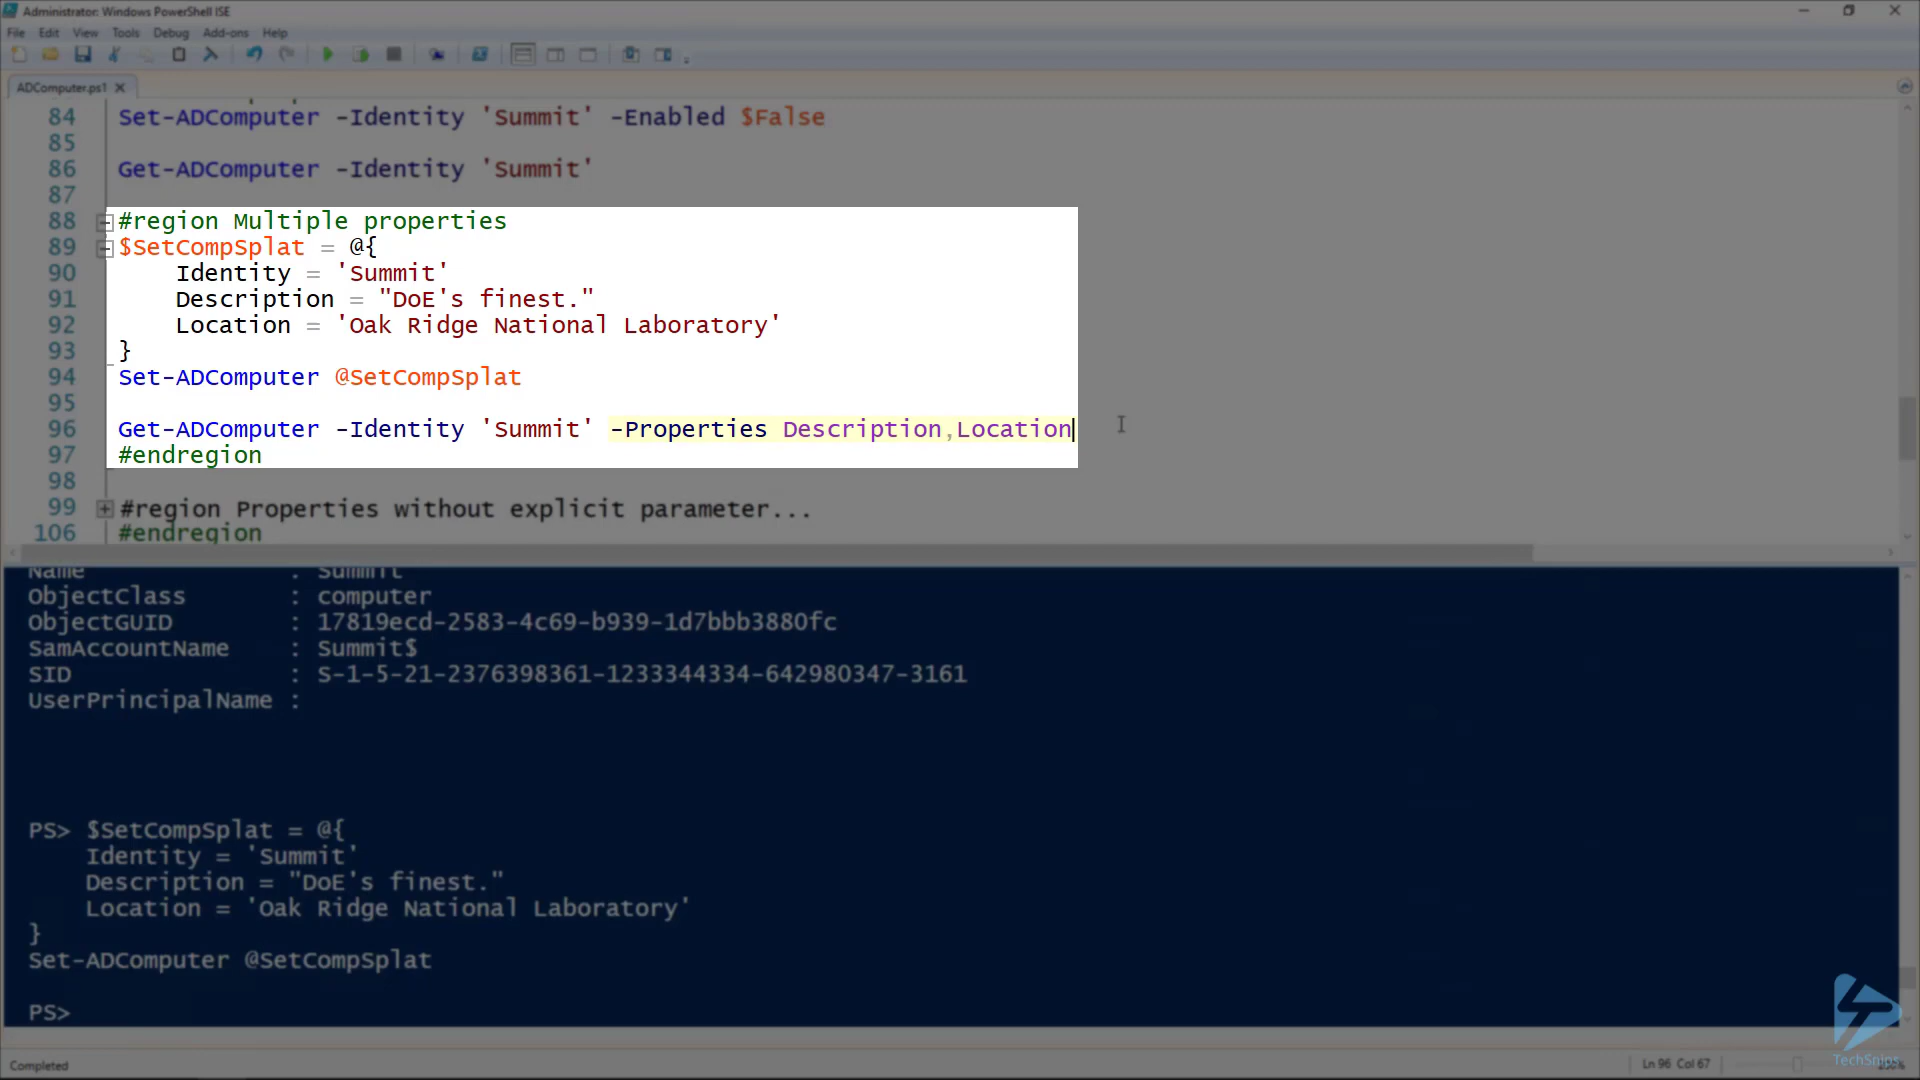 Administrator: Windows PowerShell ISE
File Edit View Tools Debug Add-ons Help
ADComputer.ps1
84 Set-ADComputer -Identity 'Summit' -Enabled $False
85
86 Get-ADComputer -Identity 'Summit'
87
88 #region Multiple properties
89 $SetCompSplat = @{
90 Identity = 'Summit'
91 Description = "DoE's finest."
92 Location = 'Oak Ridge National Laboratory'
93 }
94 Set-ADComputer @SetCompSplat
95
96 Get-ADComputer -Identity 'Summit' -Properties Description,Location
97 #endregion
98
99 #region Properties without explicit parameter...
106 #endregion
Name : Summit
ObjectClass : computer
ObjectGUID : 17819ecd-2583-4c69-b939-1d7bbb3880fc
SamAccountName : Summit$
SID : S-1-5-21-2376398361-1233344334-642980347-3161
UserPrincipalName :
PS> $SetCompSplat = @{
Identity = 'Summit'
Description = "DoE's finest."
Location = 'Oak Ridge National Laboratory'
}
Set-ADComputer @SetCompSplat
PS>
TechSnips
Completed
Ln 96 Col 67